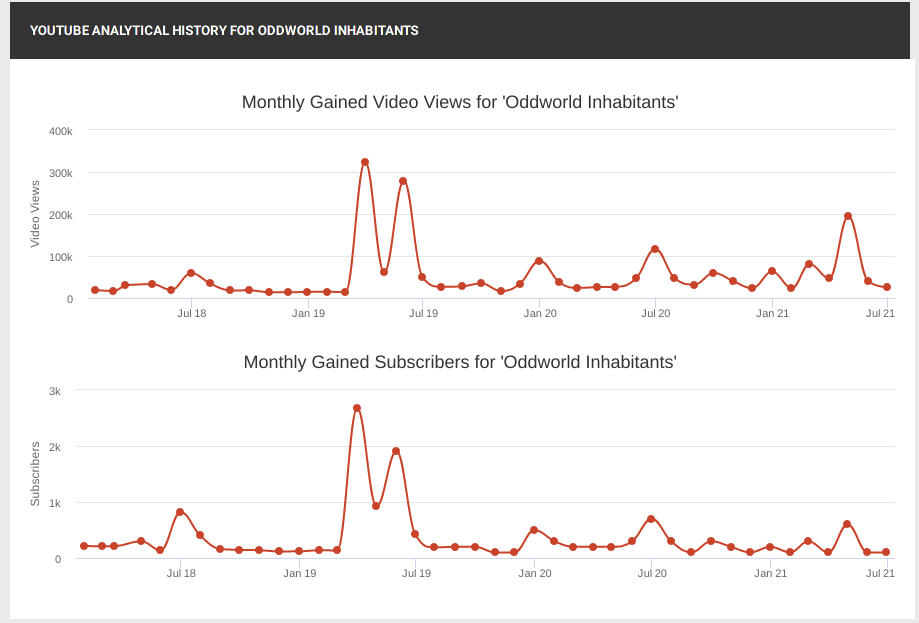 YOUTUBE ANALYTICAL HISTORY FOR ODDWORLD INHABITANTS
Monthly Gained Video Views for 'Oddworld Inhabitants'
400k
300k
200k
100k
0
Video Views
Jul 18 Jan 19 Jul 19 Jan 20 Jul 20 Jan 21 Jul 21
Monthly Gained Subscribers for 'Oddworld Inhabitants'
3k
2k
1k
0
Subscribers
Jul 18 Jan 19 Jul 19 Jan 20 Jul 20 Jan 21 Jul 21